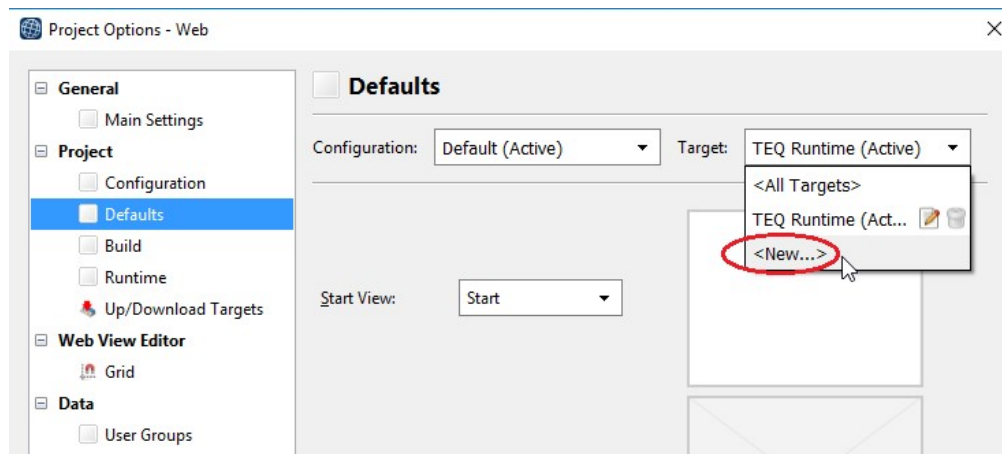 Project Options - Web
General
Main Settings
Project
Configuration
Defaults
Build
Runtime
Up/Download Targets
Web View Editor
Grid
Data
User Groups
Defaults
Configuration: Default (Active) Target: TEQ Runtime (Active)
<All Targets>
TEQ Runtime (Act...
<New...>
Start View: Start